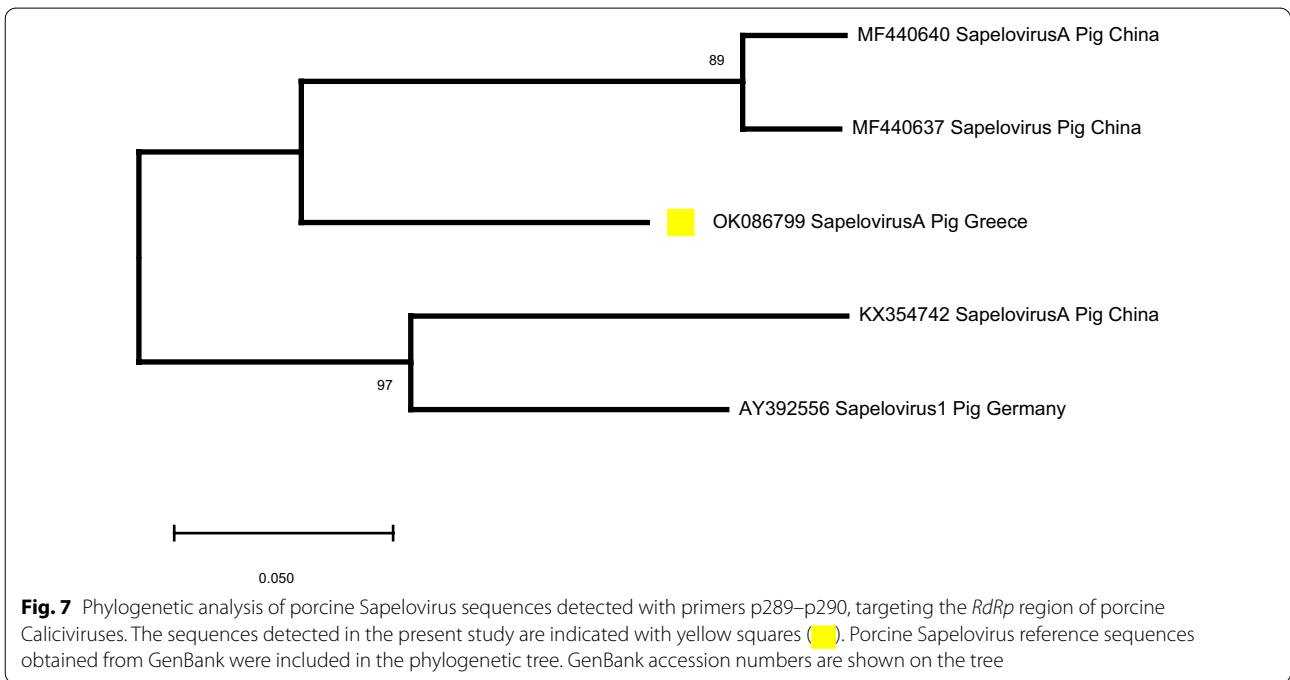 MF440640 SapelovirusA Pig China
89
MF440637 Sapelovirus Pig China
OK086799 SapelovirusA Pig Greece
KX354742 SapelovirusA Pig China
97
AY392556 Sapelovirus1 Pig Germany
0.050
Fig. 7 Phylogenetic analysis of porcine Sapelovirus sequences detected with primers p289–p290, targeting the RdRp region of porcine
Caliciviruses. The sequences detected in the present study are indicated with yellow squares ( ). Porcine Sapelovirus reference sequences
obtained from GenBank were included in the phylogenetic tree. GenBank accession numbers are shown on the tree